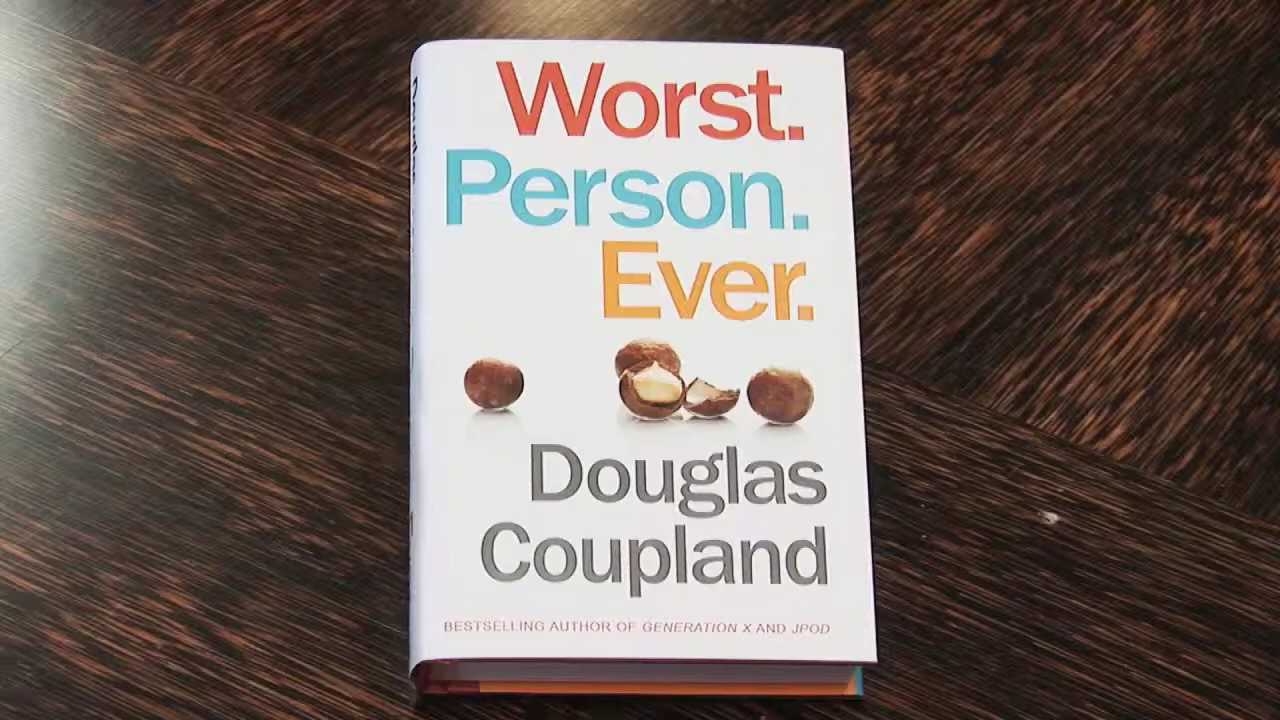 Worst.
Person.
Ever.
Douglas
Coupland
BESTSELLING AUTHOR OF GENERATION X AND JPOD